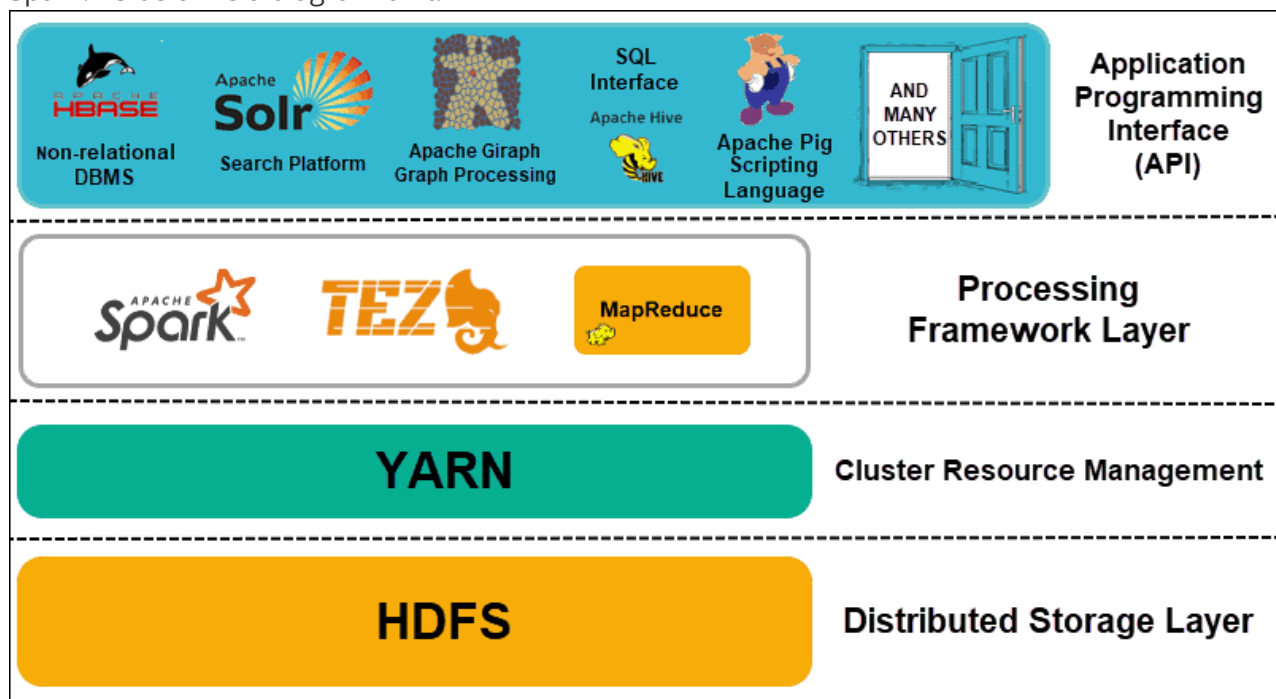 APACHE
HBASE
Non-relational
DBMS
Apache
Solr
Search Platform
Apache Giraph
Graph Processing
SQL
Interface
Apache Hive
HIVE
Apache Pig
Scripting
Language
AND
MANY
OTHERS
Application
Programming
Interface
(API)
APACHE
Spark™
TEZ
MapReduce
Processing
Framework Layer
YARN
Cluster Resource Management
HDFS
Distributed Storage Layer